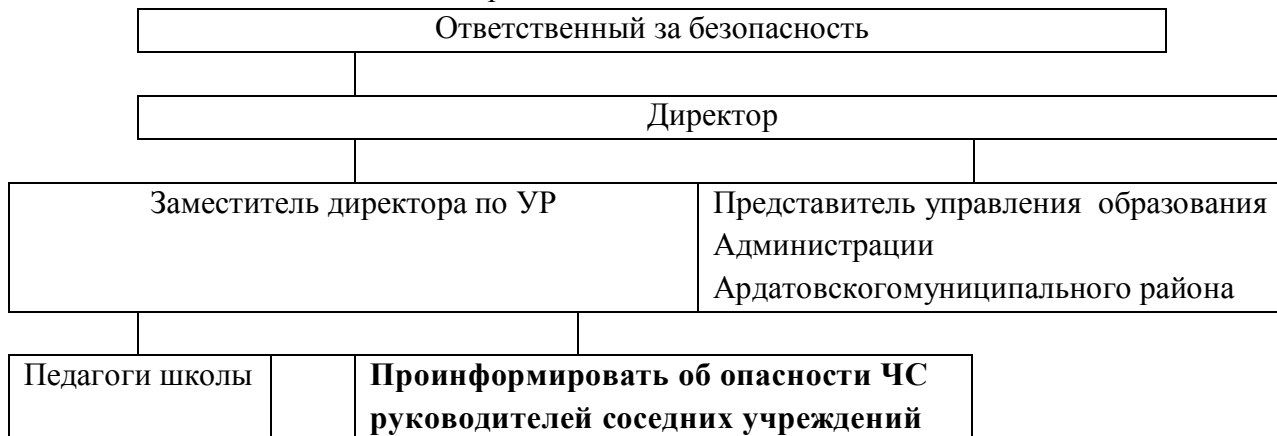 Ответственный за безопасность
Директор
Заместитель директора по УР
Представитель управления образования
Администрации
Ардатовскогомуниципального района
Педагоги школы
Проинформировать об опасности ЧС
руководителей соседних учреждений